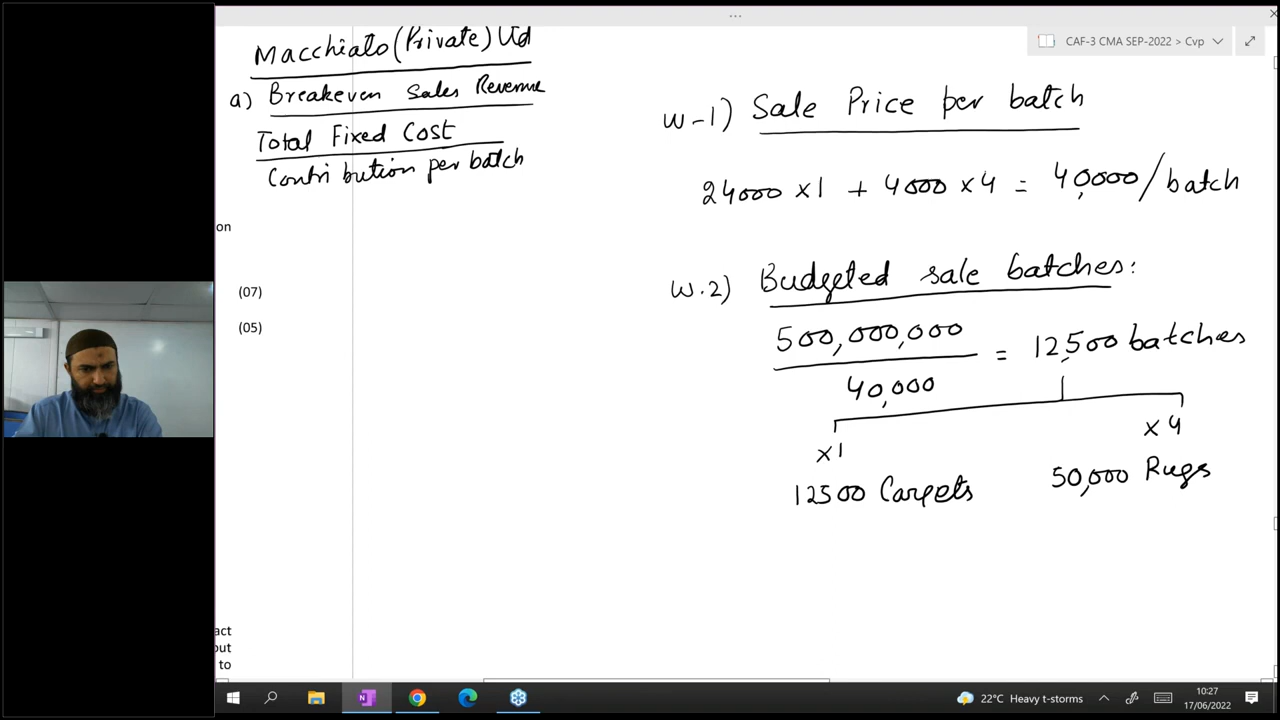 ...
CAF-3 CMA SEP-2022 > Cvp
Macchiato (Private) Ltd
a) Breakeven Sales Revenue
Total Fixed Cost
Contribution per batch
on
(07)
(05)
act
out
to
W-1) Sale Price per batch
24000 x1 + 4000 x 4 = 40,000/batch
W.2) Budgeted sale batches:
500,000,000
40,000
= 12,500 batches
x1
x 4
12500 Carpets
50,000 Rugs
22°C Heavy t-storms
10:27
17/06/2022